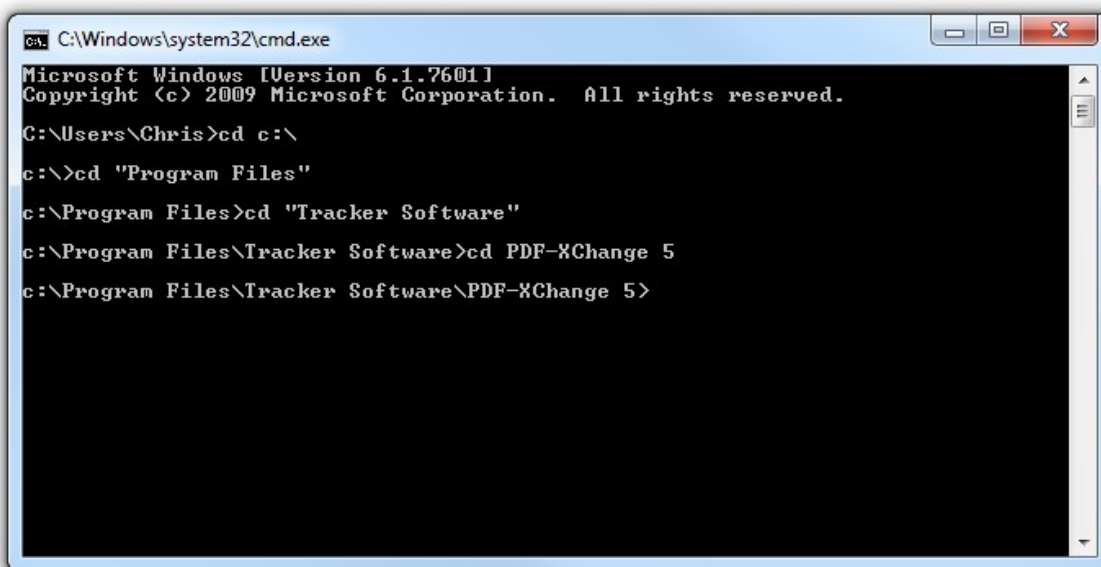 C:\Windows\system32\cmd.exe
Microsoft Windows [Version 6.1.7601]
Copyright (c) 2009 Microsoft Corporation.  All rights reserved.
C:\Users\Chris>cd c:\
c:\>cd "Program Files"
c:\Program Files>cd "Tracker Software"
c:\Program Files\Tracker Software>cd PDF-XChange 5
c:\Program Files\Tracker Software\PDF-XChange 5>